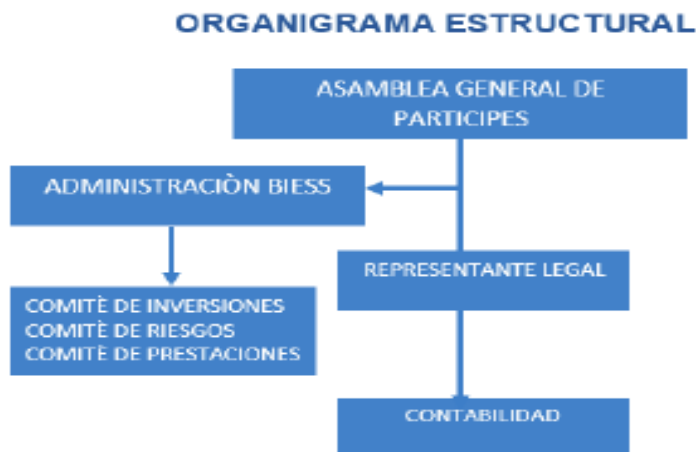 ORGANIGRAMA ESTRUCTURAL
ASAMBLEA GENERAL DE
PARTICIPES
ADMINISTRACIÒN BIESS
REPRESENTANTE LEGAL
COMITÈ DE INVERSIONES
COMITÈ DE RIESGOS
COMITÈ DE PRESTACIONES
CONTABILIDAD